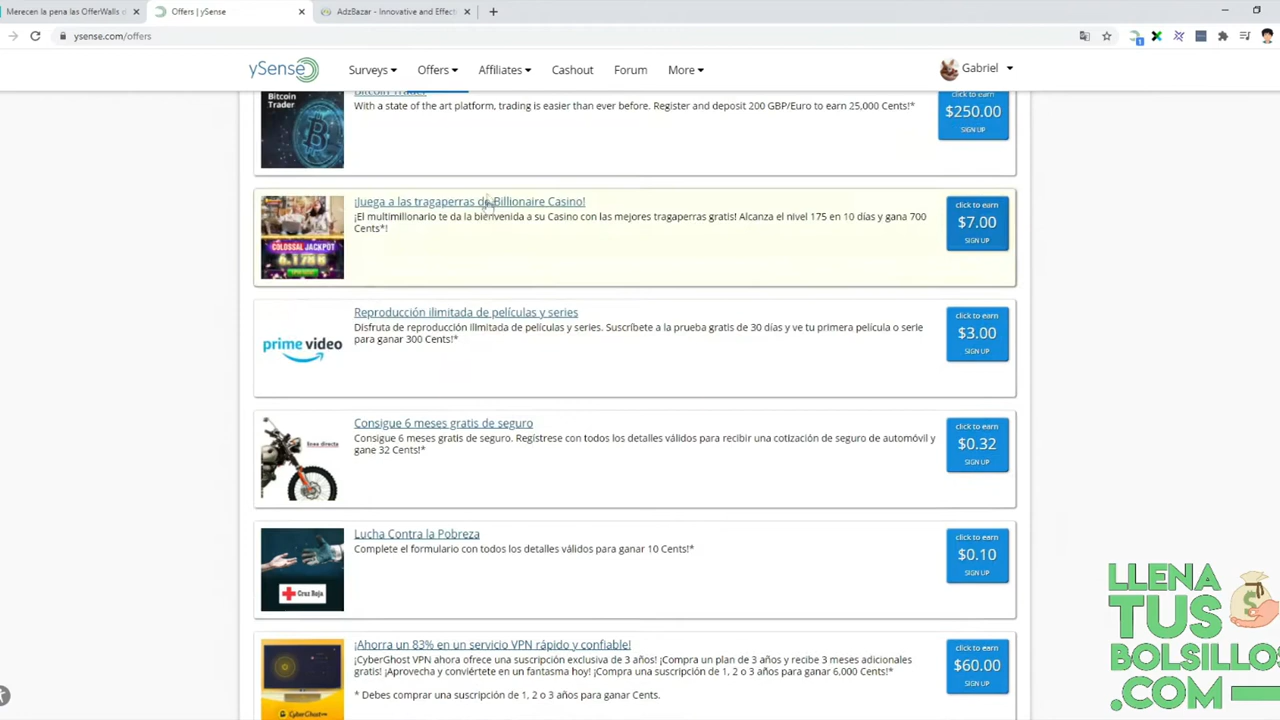 Merecen la pena las OfferWalls d
Offers | ySense
AdzBazar - Innovative and Effecti
ysense.com/offers
ySense
Surveys
Offers
Affiliates
Cashout
Forum
More
Gabriel
Bitcoin Trader
With a state of the art platform, trading is easier than ever before. Register and deposit 200 GBP/Euro to earn 25,000 Cents!*
click to earn
$250.00
SIGN UP
Bitcoin
Trader
¡Juega a las tragaperras de Billionaire Casino!
¡El multimillonario te da la bienvenida a su Casino con las mejores tragaperras gratis! Alcanza el nivel 175 en 10 días y gana 700
Cents*!
COLOSSAL JACKPOT
click to earn
$7.00
SIGN UP
Reproducción ilimitada de películas y series
Disfruta de reproducción ilimitada de películas y series. Suscríbete a la prueba gratis de 30 días y ve tu primera película o serie
para ganar 300 Cents!*
prime video
click to earn
$3.00
SIGN UP
Consigue 6 meses gratis de seguro
Consigue 6 meses gratis de seguro. Regístrese con todos los detalles válidos para recibir una cotización de seguro de automóvil y
gane 32 Cents!*
línea directa
click to earn
$0.32
SIGN UP
Lucha Contra la Pobreza
Complete el formulario con todos los detalles válidos para ganar 10 Cents!*
Cruz Roja
click to earn
$0.10
SIGN UP
¡Ahorra un 83% en un servicio VPN rápido y confiable!
¡CyberGhost VPN ahora ofrece una suscripción exclusiva de 3 años! ¡Compra un plan de 3 años y recibe 3 meses adicionales
gratis! ¡Aprovecha y conviértete en un fantasma hoy! ¡Compra una suscripción de 1, 2 o 3 años para ganar 6,000 Cents!*
* Debes comprar una suscripción de 1, 2 o 3 años para ganar Cents.
CyberGhost
click to earn
$60.00
SIGN UP
LLENA
TUS
BOLSILLOS
.COM